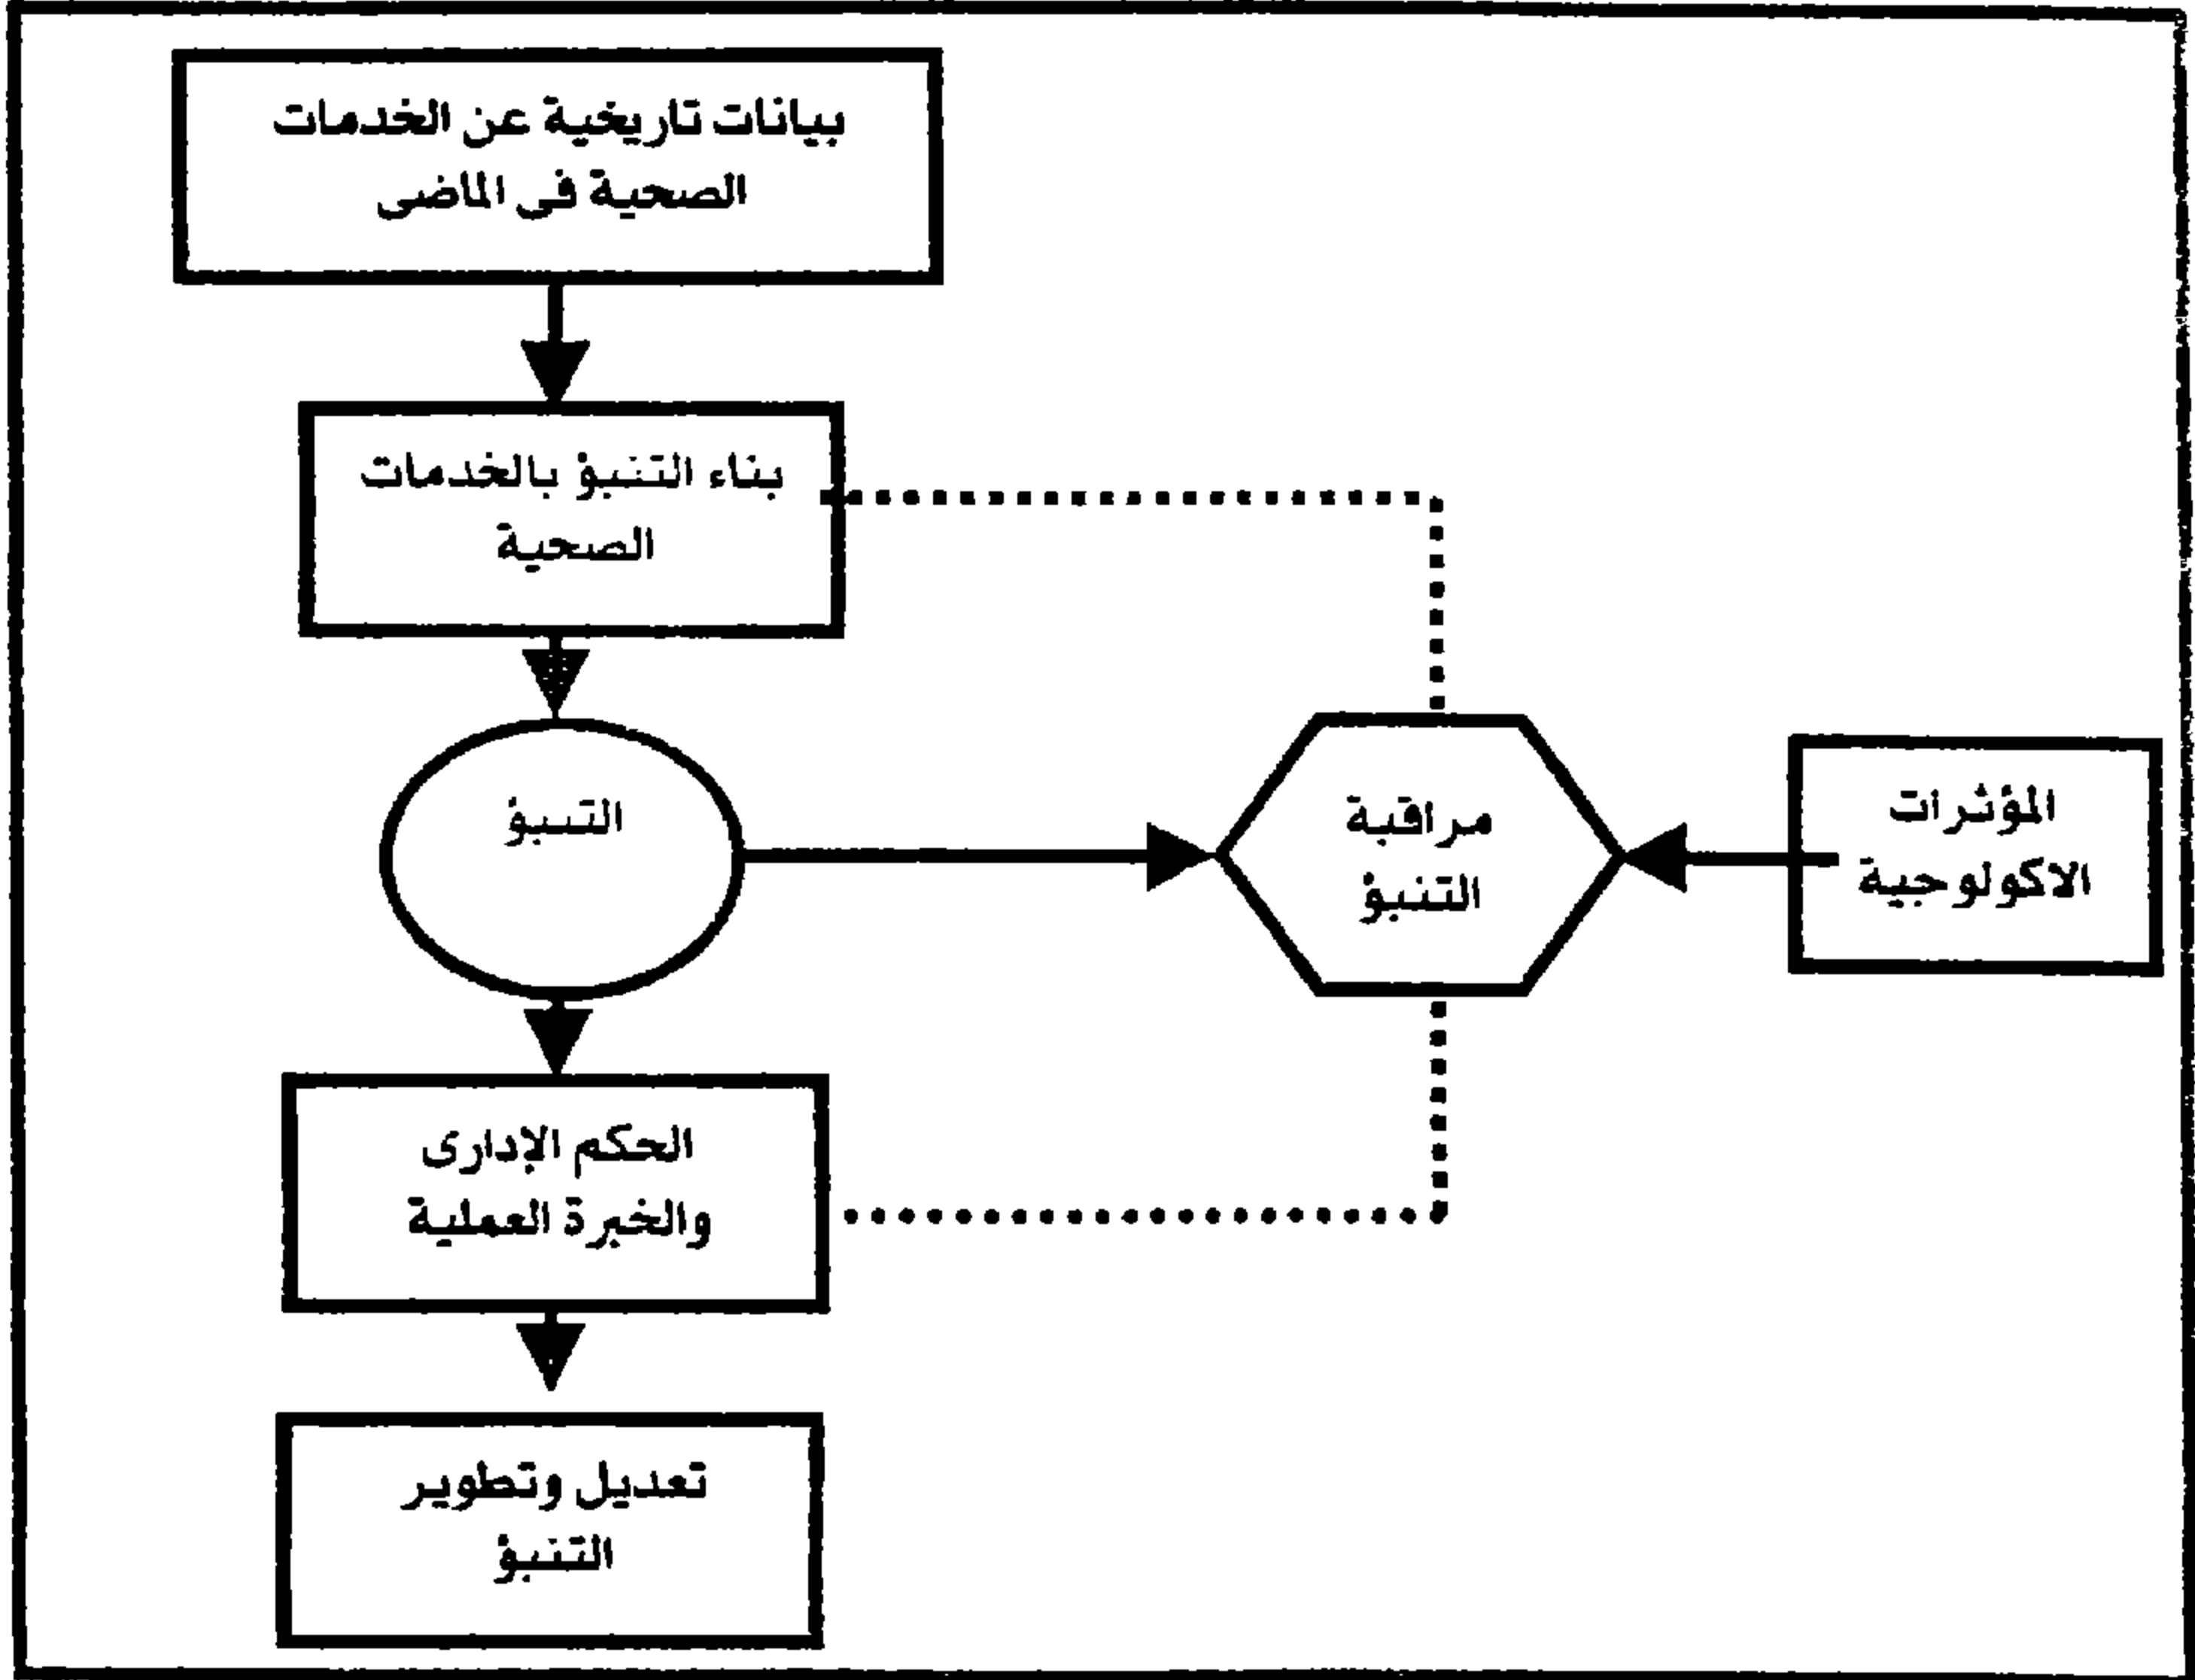 بيانات تاريخية عن الخدمات
الصحية فى الماضى
بناء التنبؤ بالخدمات
الصحية
التنبؤ
مراقبة
التنبؤ
المؤثرات
الاكولوجية
الحكم الإدارى
والخبرة العملية
تعديل وتطوير
التنبؤ